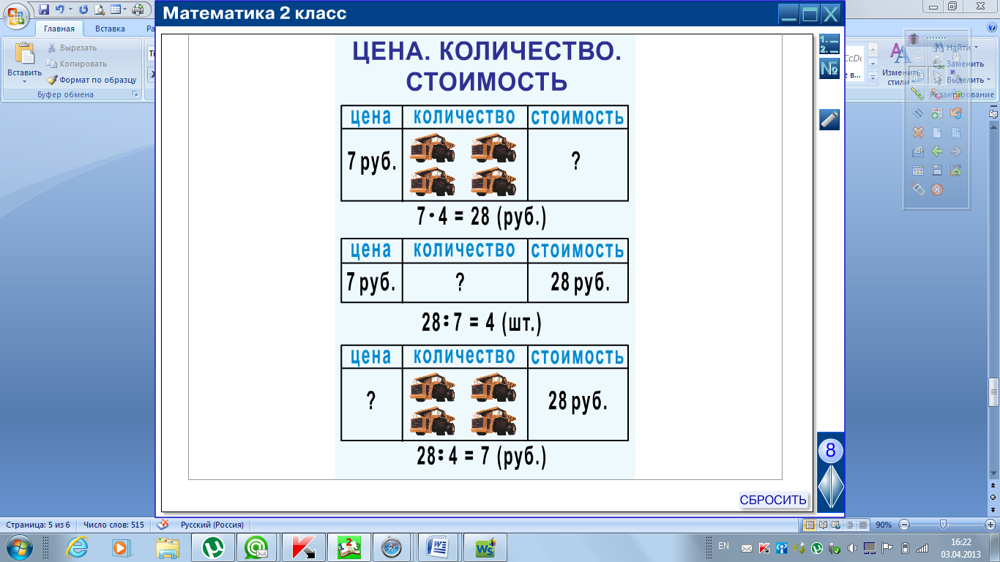 Математика 2 класс
Главная Вставка Ра
Вырезать
Копировать
Формат по образцу
Вставить
Буфер обмена
Найти
Заменить
Выделить
Изменить стили
Редактирование
ЦЕНА. КОЛИЧЕСТВО.
СТОИМОСТЬ
цена количество стоимость
7 руб. ?
7 · 4 = 28 (руб.)
цена количество стоимость
7 руб. ? 28 руб.
28 : 7 = 4 (шт.)
цена количество стоимость
? 28 руб.
28 : 4 = 7 (руб.)
8
СБРОСИТЬ
Страница: 5 из 6 Число слов: 515 Русский (Россия) 90%
EN 16:22
03.04.2013